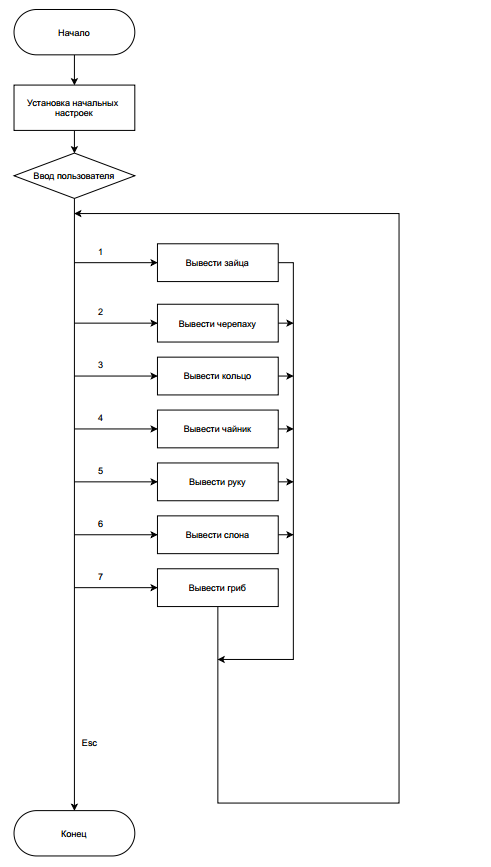 Начало
Установка начальных
настроек
Ввод пользователя
1
Вывести зайца
2
Вывести черепаху
3
Вывести кольцо
4
Вывести чайник
5
Вывести руку
6
Вывести слона
7
Вывести гриб
Esc
Конец